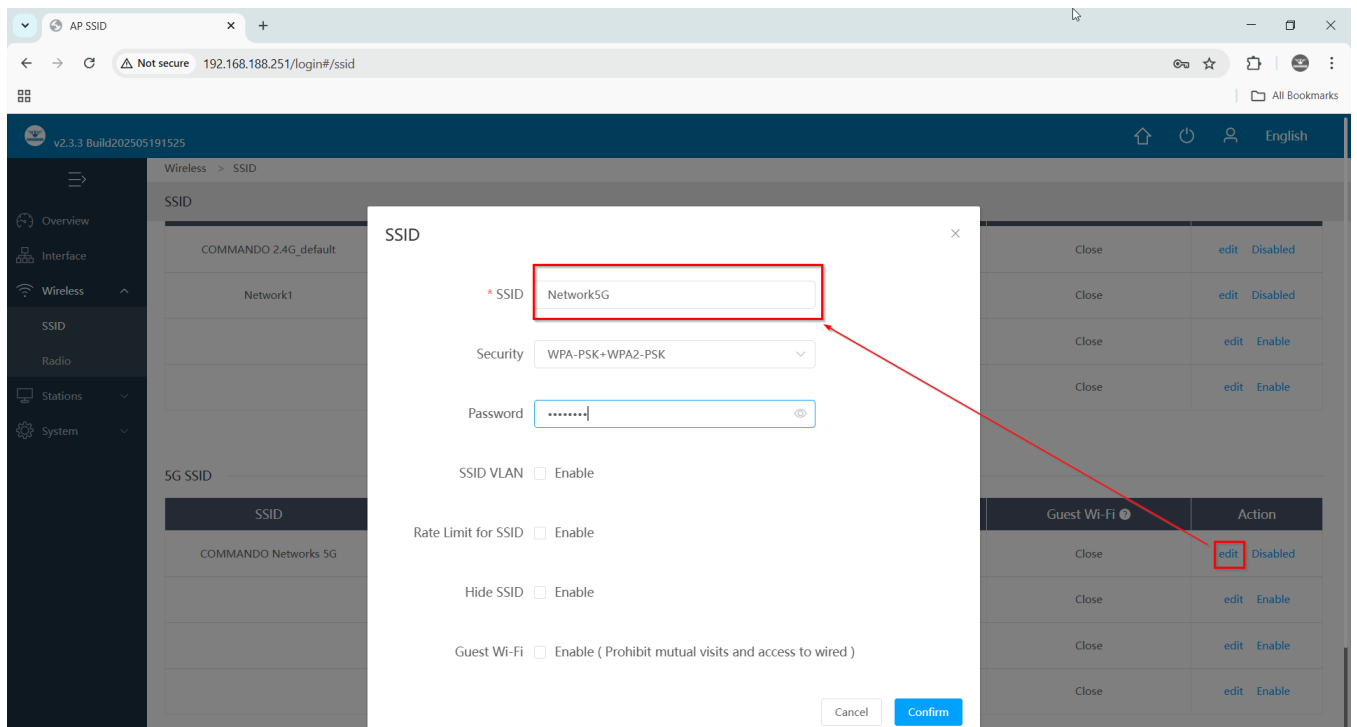 AP SSID
Not secure 192.168.188.251/login#/ssid
All Bookmarks
v2.3.3 Build202505191525
English
Wireless > SSID
SSID
Overview
Interface
Wireless
SSID
Radio
Stations
System
COMMANDO 2.4G_default Close edit Disabled
Network1 Close edit Disabled
Close edit Enable
Close edit Enable
5G SSID
SSID Guest Wi-Fi ? Action
COMMANDO Networks 5G Close edit Disabled
Close edit Enable
Close edit Enable
Close edit Enable
SSID
* SSID Network5G
Security WPA-PSK+WPA2-PSK
Password ••••••••
SSID VLAN Enable
Rate Limit for SSID Enable
Hide SSID Enable
Guest Wi-Fi Enable ( Prohibit mutual visits and access to wired )
Cancel Confirm